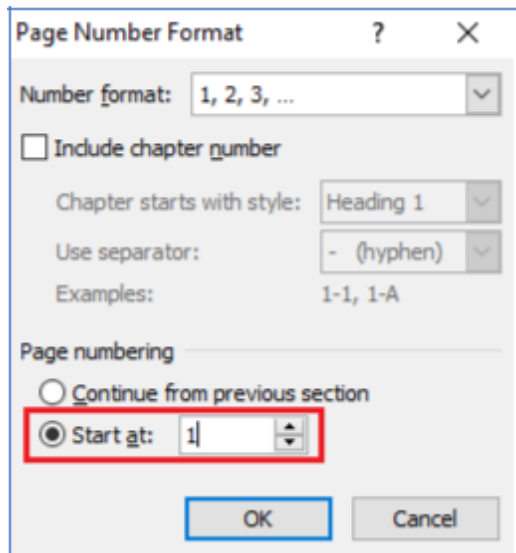 Page Number Format ? ×
Number format: 1, 2, 3, ...
Include chapter number
Chapter starts with style: Heading 1
Use separator: - (hyphen)
Examples: 1-1, 1-A
Page numbering
Continue from previous section
Start at: 1
OK Cancel